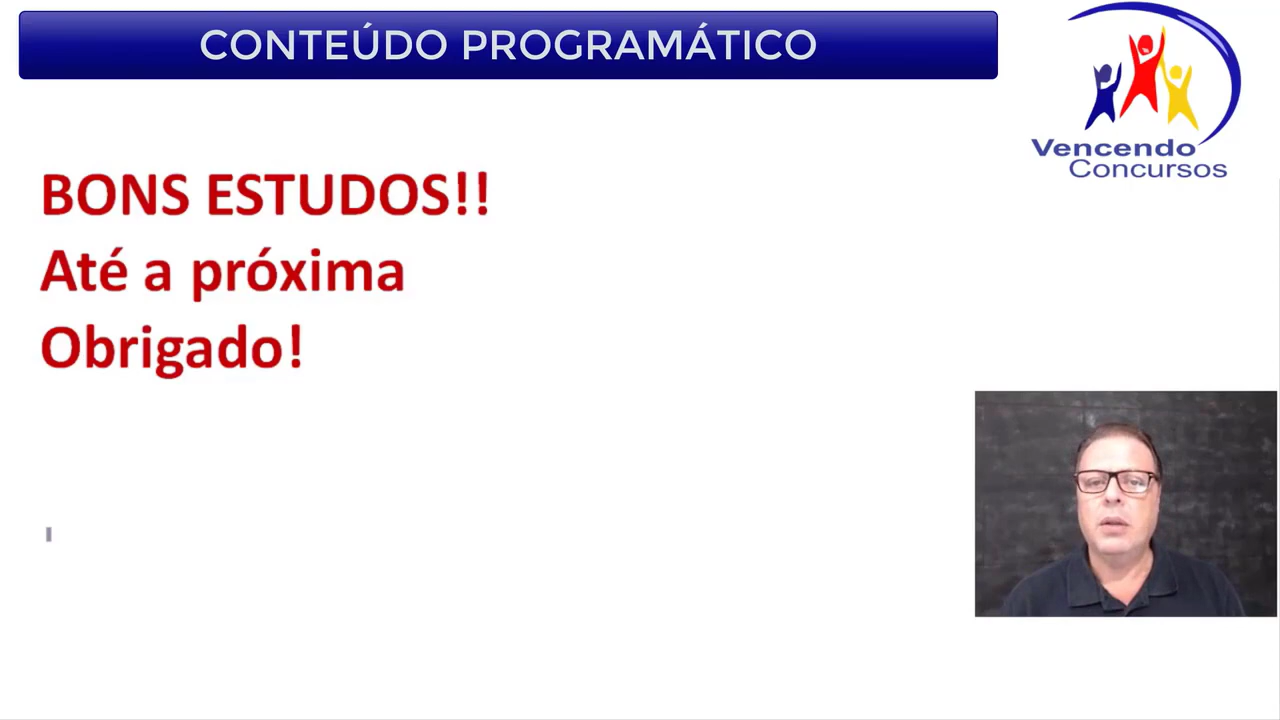 CONTEÚDO PROGRAMÁTICO
Vencendo
Concursos
BONS ESTUDOS!!
Até a próxima
Obrigado!